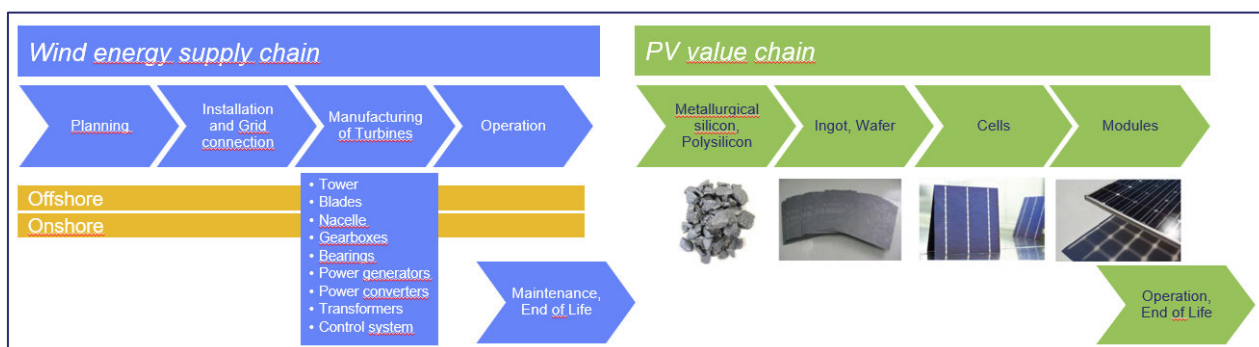 Wind energy supply chain
Planning
Installation
and Grid
connection
Manufacturing
of Turbines
Operation
Offshore
Onshore
• Tower
• Blades
• Nacelle
• Gearboxes
• Bearings
• Power generators
• Power converters
• Transformers
• Control system
Maintenance,
End of Life
PV value chain
Metallurgical
silicon,
Polysilicon
Ingot, Wafer
Cells
Modules
Operation,
End of Life